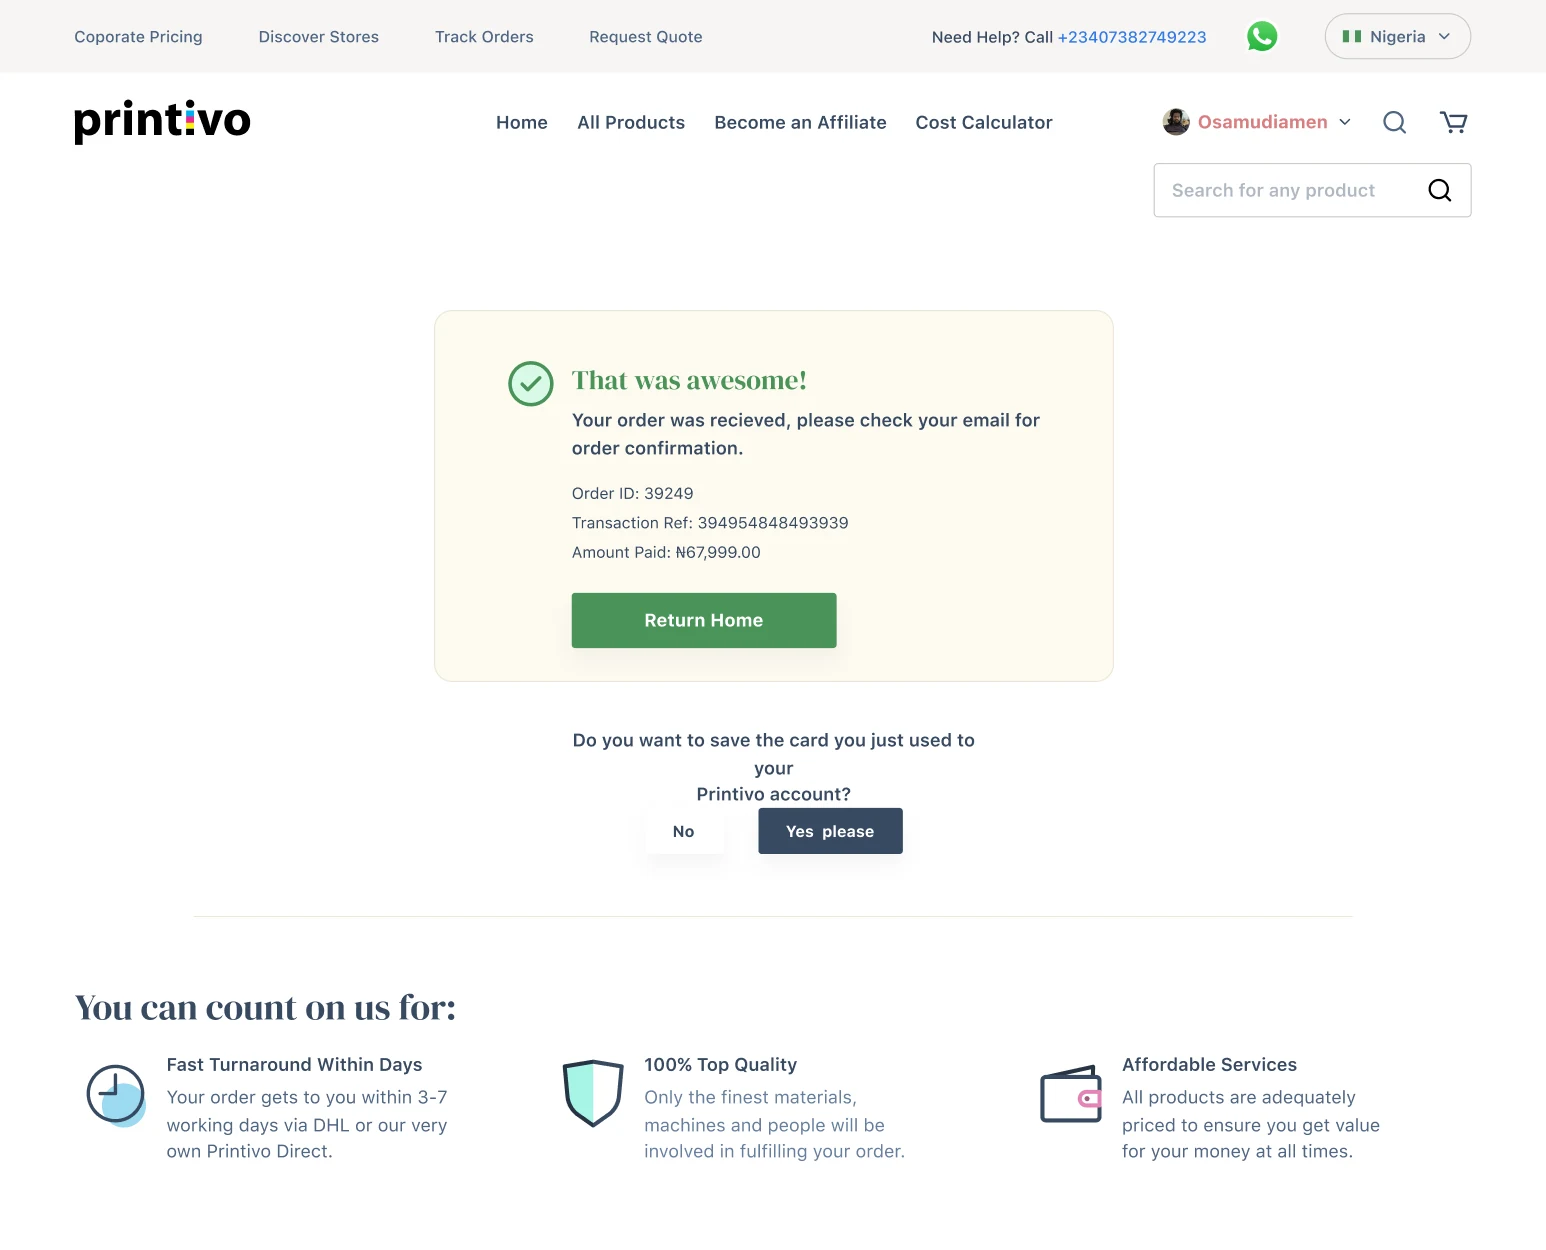 Coporate Pricing
Discover Stores
Track Orders
Request Quote
Need Help? Call +23407382749223
Nigeria
printivo
Home
All Products
Become an Affiliate
Cost Calculator
Osamudiamen
Search for any product
That was awesome!
Your order was recieved, please check your email for
order confirmation.
Order ID: 39249
Transaction Ref: 394954848493939
Amount Paid: ₦67,999.00
Return Home
Do you want to save the card you just used to
your
Printivo account?
No
Yes please
You can count on us for:
Fast Turnaround Within Days
Your order gets to you within 3-7
working days via DHL or our very
own Printivo Direct.
100% Top Quality
Only the finest materials,
machines and people will be
involved in fulfilling your order.
Affordable Services
All products are adequately
priced to ensure you get value
for your money at all times.